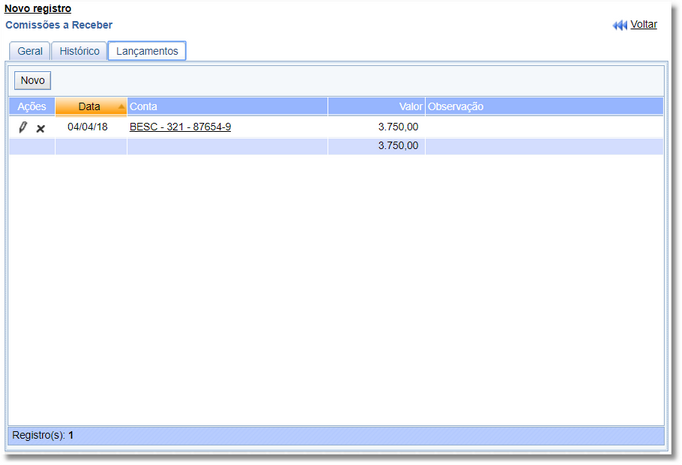 Novo registro
Comissões a Receber
Voltar
Geral Histórico Lançamentos
Novo
Ações Data Conta Valor Observação
04/04/18 BESC - 321 - 87654-9 3.750,00
3.750,00
Registro(s): 1